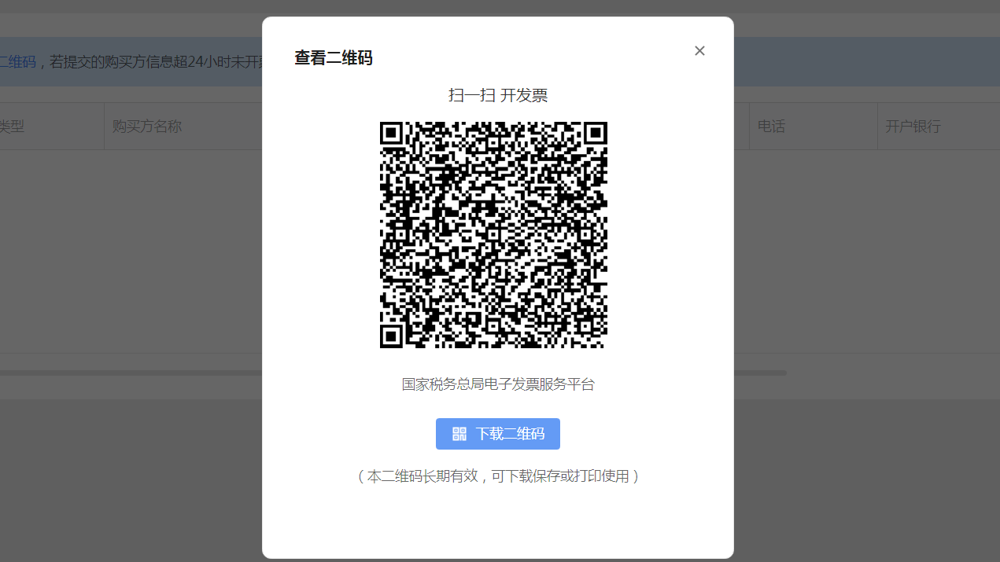 查看二维码
扫一扫 开发票
二维码，若提交的购买方信息超24小时未开
类型
购买方名称
电话
开户银行
国家税务总局电子发票服务平台
下载二维码
（本二维码长期有效，可下载保存或打印使用）